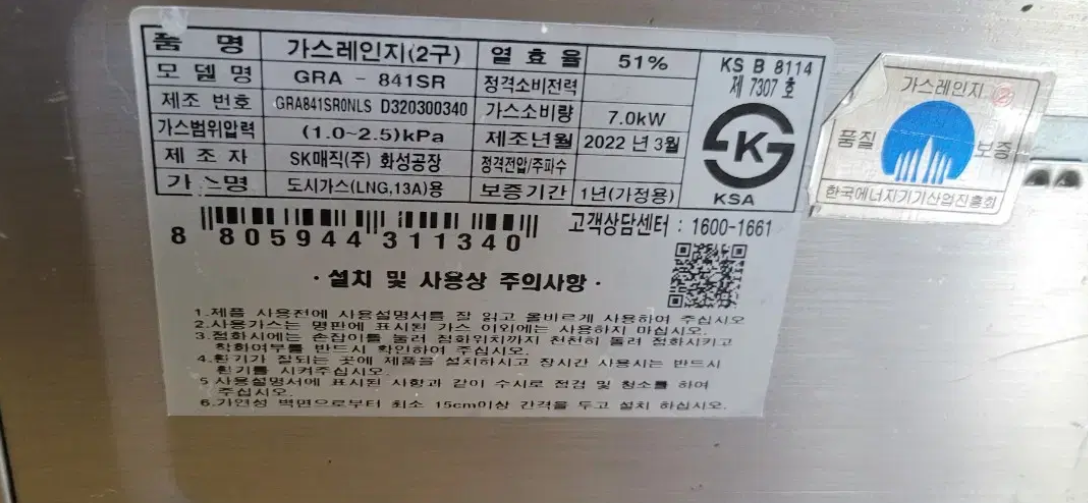 품 명 가스레인지(2구) 열 효 율 51%
모 델 명 GRA - 841SR 정격소비전력
제조 번호 GRA841SR0NLS D320300340 가스소비량 7.0kW
가스범위압력 (1.0~2.5)kPa 제조년월 2022 년 3월
제 조 자 SK매직(주) 화성공장 정격전압/주파수
가 스명 도시가스(LNG,13A)용 보증기간 1년(가정용)
KS B 8114
제 7307 호
K
KSA
8 805944 311340
고객상담센터 : 1600-1661
· 설치 및 사용상 주의사항 ·
1.제품 사용전에 사용설명서를 잘 읽고 올바르게 사용하여 주십시오
2.사용가스는 명판에 표시된 가스 이외에는 사용하지 마십시오.
3.점화시에는 손잡이를 눌러 점화위치까지 천천히 돌려 점화시키고
착화여부를 반드시 확인하여 주십시오.
4.환기가 잘되는 곳에 제품을 설치하시고 장시간 사용시는 반드시
환기를 시켜주십시오.
5 사용설명서에 표시된 사항과 같이 수시로 점검 및 청소를 하여
주십시오.
6.가연성 벽면으로부터 최소 15cm이상 간격을 두고 설치 하십시오.
가스레인지 ②
품질 보증
한국에너지기기산업진흥회